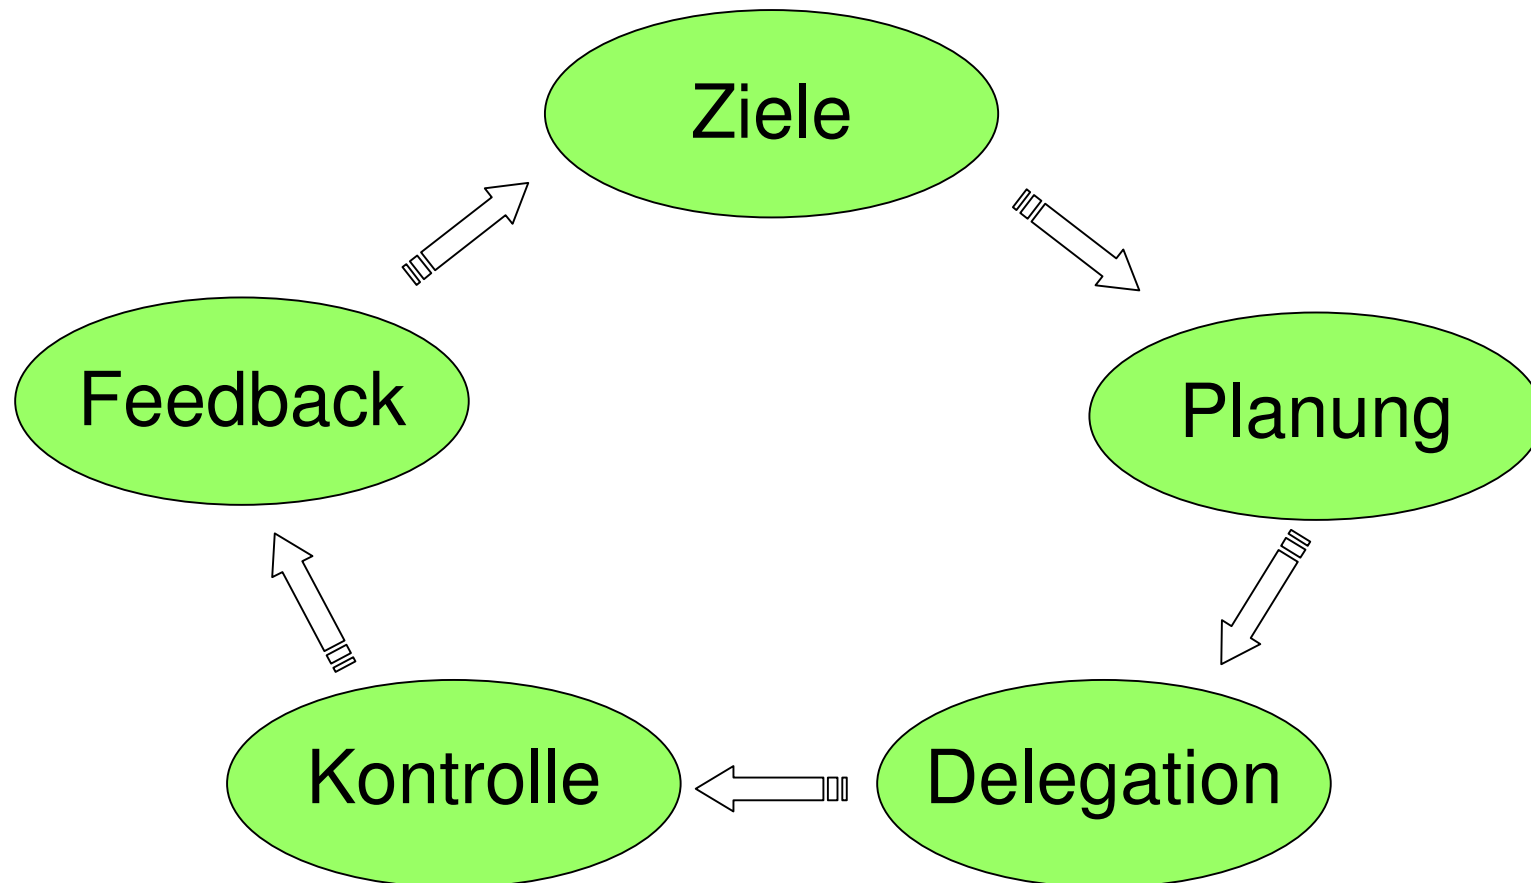 Ziele
Planung
Delegation
Kontrolle
Feedback